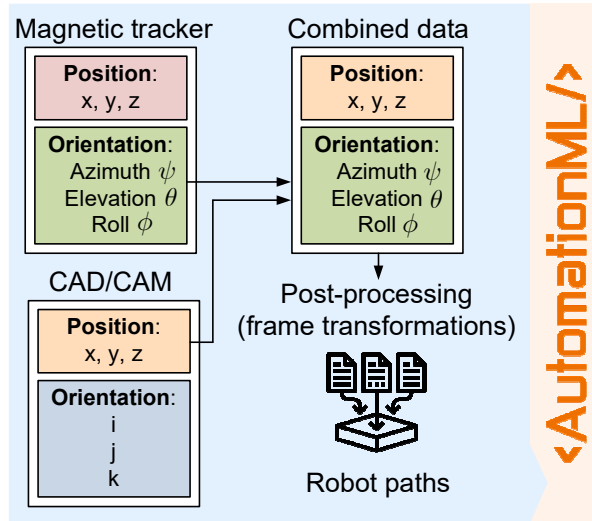 Magnetic tracker
Position:
x, y, z
Orientation:
Azimuth ψ
Elevation θ
Roll ϕ
CAD/CAM
Position:
x, y, z
Orientation:
i
j
k
Combined data
Position:
x, y, z
Orientation:
Azimuth ψ
Elevation θ
Roll ϕ
Post-processing
(frame transformations)
Robot paths
<AutomationML/>